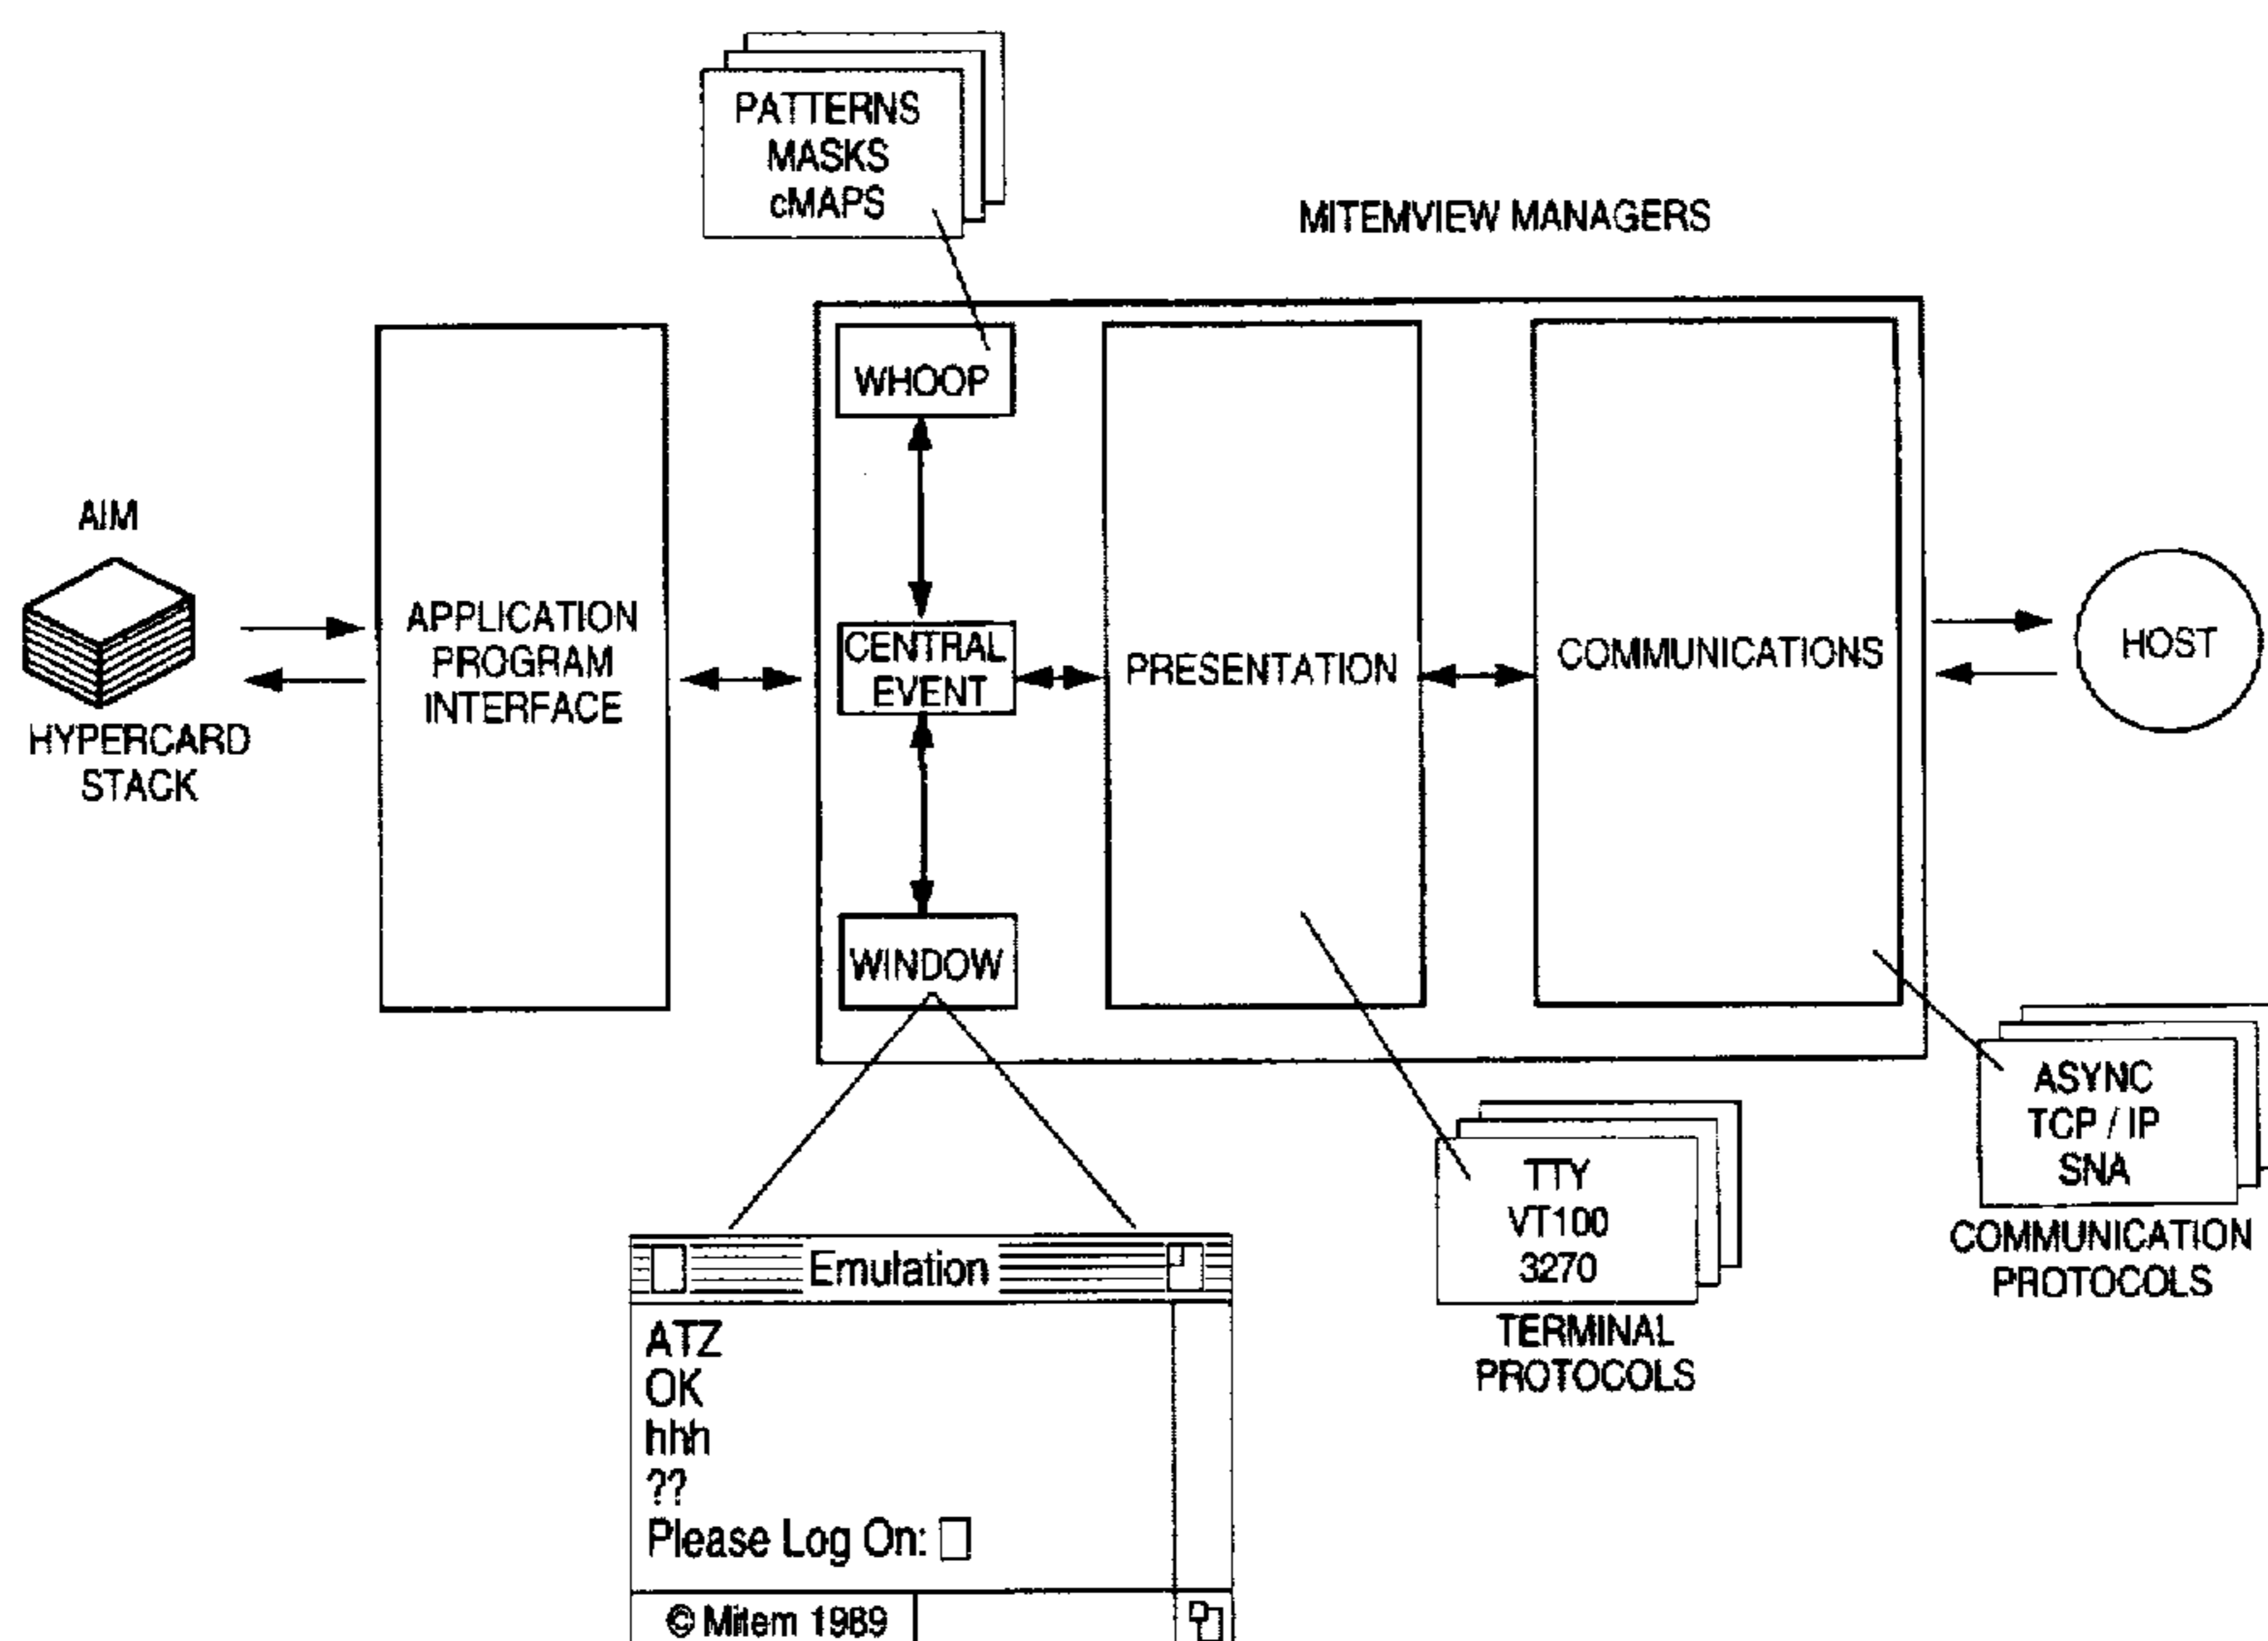 PATTERNS
MASKS
cMAPS
MITEMVIEW MANAGERS
AIM
HYPERCARD
STACK
APPLICATION
PROGRAM
INTERFACE
WHOOP
CENTRAL
EVENT
WINDOW
PRESENTATION
COMMUNICATIONS
HOST
ASYNC
TCP / IP
SNA
COMMUNICATION
PROTOCOLS
TTY
VT100
3270
TERMINAL
PROTOCOLS
Emulation
ATZ
OK
hhh
??
Please Log On:
© Mitem 1989